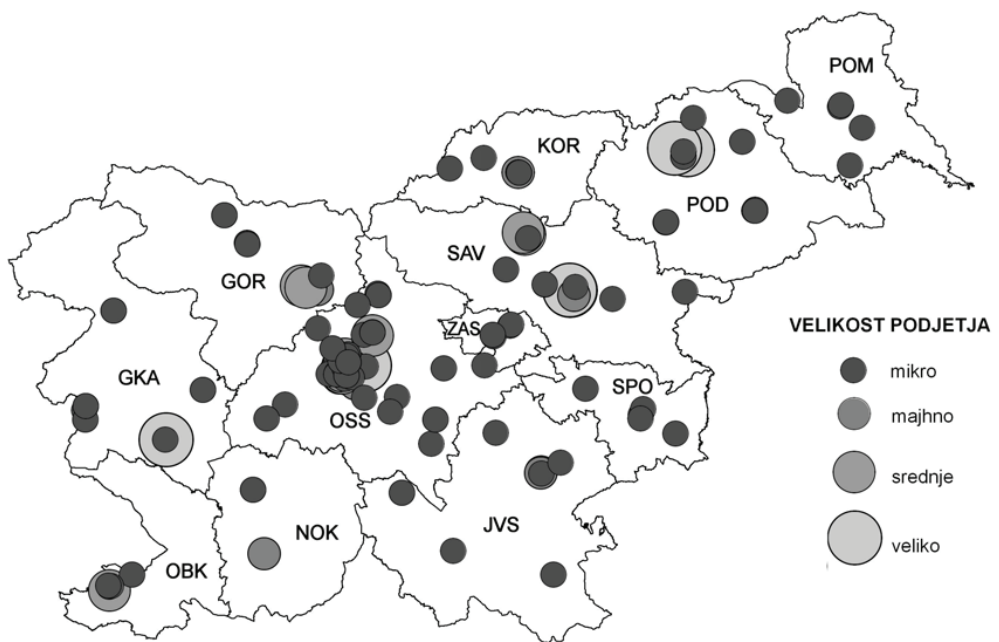 POM
KOR
POD
SAV
GOR
ZAS
VELIKOST PODJETJA
mikro
GKA
SPO
majhno
OSS
srednje
JVS
NOK
veliko
OBK